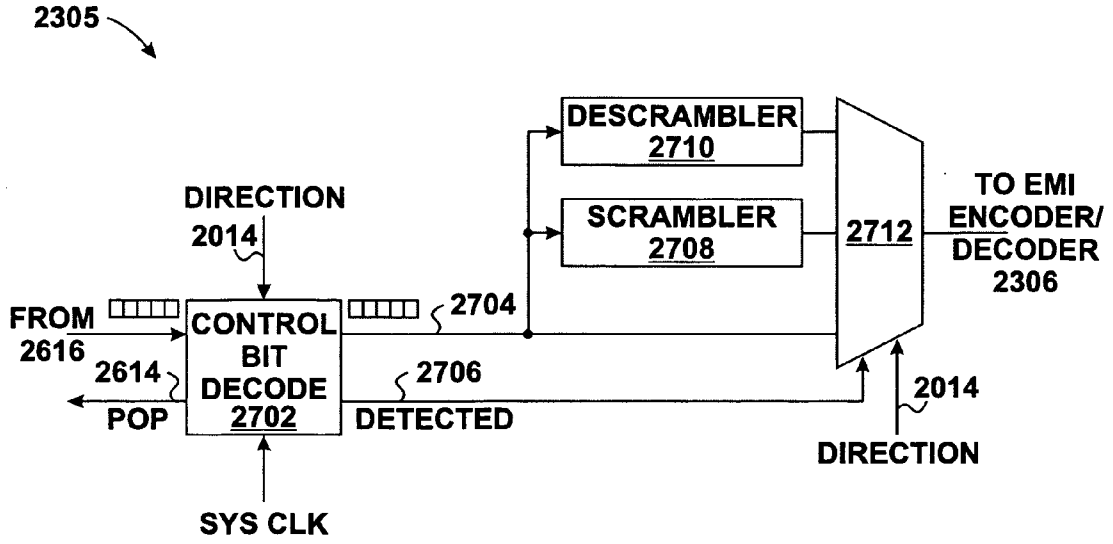 2305
DESCRAMBLER
2710
SCRAMBLER
2708
2712
TO EMI
ENCODER/
DECODER
2306
DIRECTION
2014
FROM
2616
CONTROL
BIT
DECODE
2702
2704
2614
POP
2706
DETECTED
2014
DIRECTION
SYS CLK